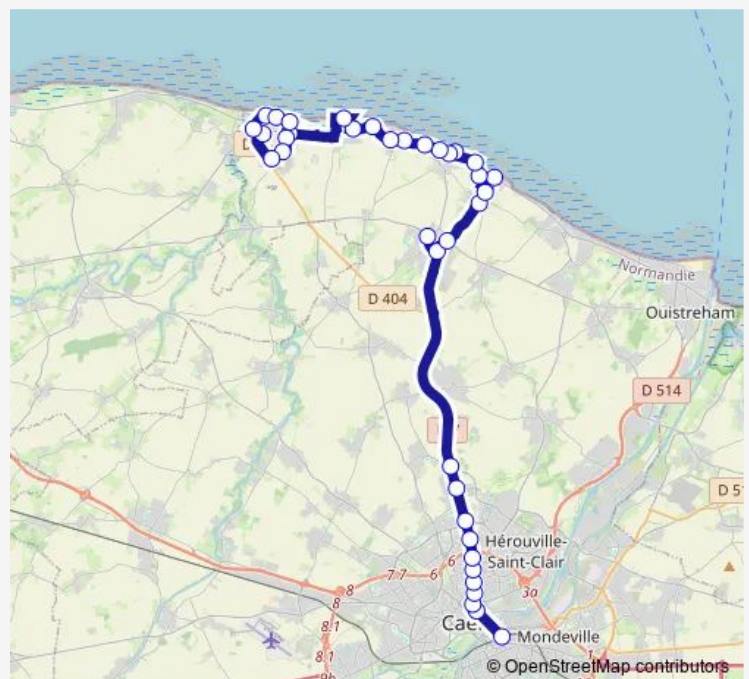 D 404
Normandie
Ouistreham
D 514
D 51
Hérouville-
Saint-Clair
7 7 6 6
8
8
3a
8.1
Cae
Mondeville
8.1
1
9b
© OpenStreetMap contributors